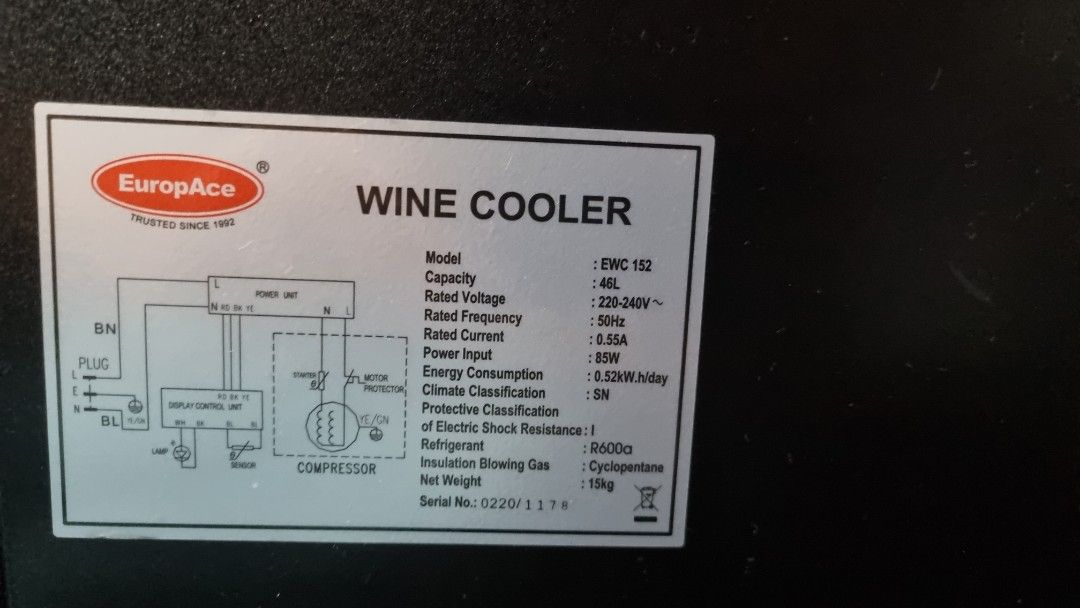 EuropAce ®
TRUSTED SINCE 1992
WINE COOLER
Model : EWC 152
Capacity : 46L
Rated Voltage : 220-240V~
Rated Frequency : 50Hz
Rated Current : 0.55A
Power Input : 85W
Energy Consumption : 0.52kW.h/day
Climate Classification : SN
Protective Classification
of Electric Shock Resistance : I
Refrigerant : R600a
Insulation Blowing Gas : Cyclopentane
Net Weight : 15kg
Serial No.: 0220/1178
L
POWER UNIT
N RD BK YE N L
BN
PLUG
L
E
N
BL
YE/GN
RD BK YE
DISPLAY CONTROL UNIT
WH BK BL BL
LAMP
+
SENSOR
STARTER
MOTOR
PROTECTOR
YE/GN
COMPRESSOR